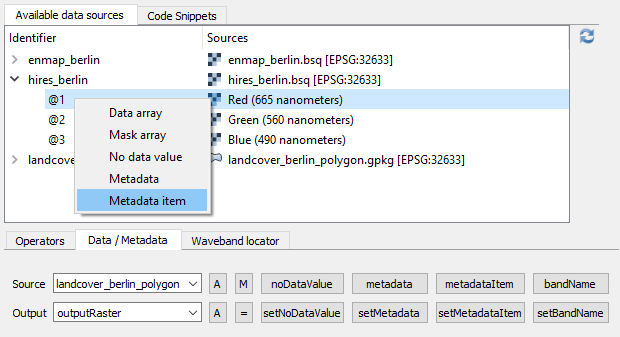 Available data sources Code Snippets
Identifier Sources
enmap_berlin enmap_berlin.bsq [EPSG:32633]
hires_berlin hires_berlin.bsq [EPSG:32633]
@1 Red (665 nanometers)
@2 Green (560 nanometers)
@3 Blue (490 nanometers)
landcove landcover_berlin_polygon.gpkg [EPSG:32633]
Data array
Mask array
No data value
Metadata
Metadata item
Operators Data / Metadata Waveband locator
Source landcover_berlin_polygon A M noDataValue metadata metadataItem bandName
Output outputRaster A = setNoDataValue setMetadata setMetadataItem setBandName